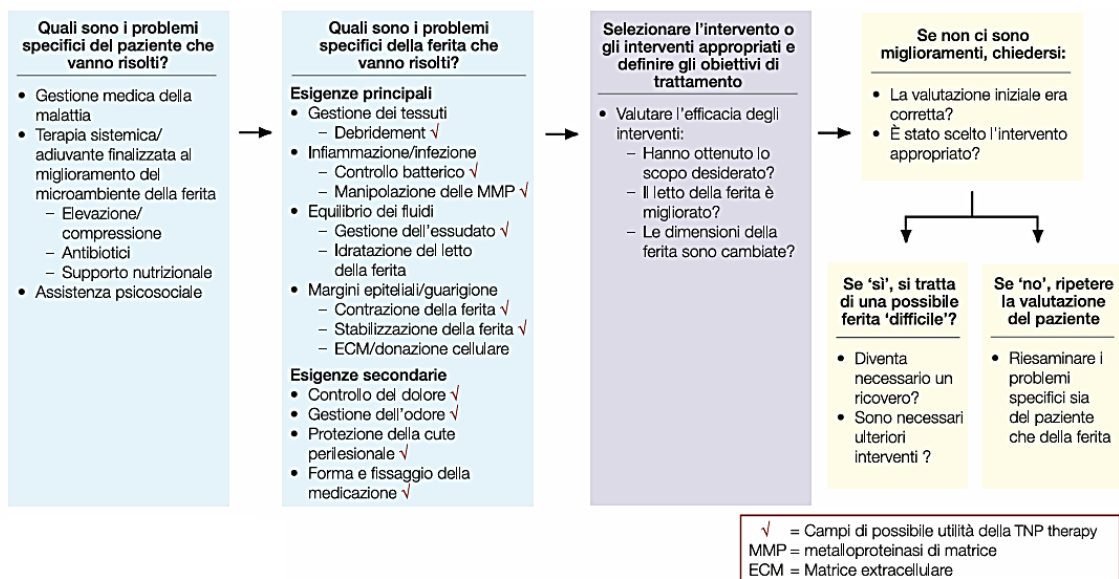 Quali sono i problemi
specifici del paziente che
vanno risolti?
• Gestione medica della
malattia
• Terapia sistemica/
adiuvante finalizzata al
miglioramento del
microambiente della ferita
– Elevazione/
compressione
– Antibiotici
– Supporto nutrizionale
• Assistenza psicosociale
Quali sono i problemi
specifici della ferita che
vanno risolti?
Esigenze principali
• Gestione dei tessuti
– Debridement √
• Infiammazione/infezione
– Controllo batterico √
– Manipolazione delle MMP √
• Equilibrio dei fluidi
– Gestione dell'essudato √
– Idratazione del letto
della ferita
• Margini epiteliali/guarigione
– Contrazione della ferita √
– Stabilizzazione della ferita √
– ECM/donazione cellulare
Esigenze secondarie
• Controllo del dolore √
• Gestione dell'odore √
• Protezione della cute
perilesionale √
• Forma e fissaggio della
medicazione √
Selezionare l'intervento o
gli interventi appropriati e
definire gli obiettivi di
trattamento
• Valutare l'efficacia degli
interventi:
– Hanno ottenuto lo
scopo desiderato?
– Il letto della ferita è
migliorato?
– Le dimensioni della
ferita sono cambiate?
Se non ci sono
miglioramenti, chiedersi:
• La valutazione iniziale era
corretta?
• È stato scelto l'intervento
appropriato?
Se 'sì', si tratta
di una possibile
ferita 'difficile'?
• Diventa
necessario un
ricovero?
• Sono necessari
ulteriori
interventi ?
Se 'no', ripetere
la valutazione
del paziente
• Riesaminare i
problemi
specifici sia
del paziente
che della ferita
√ = Campi di possibile utilità della TNP therapy
MMP = metalloproteinasi di matrice
ECM = Matrice extracellulare